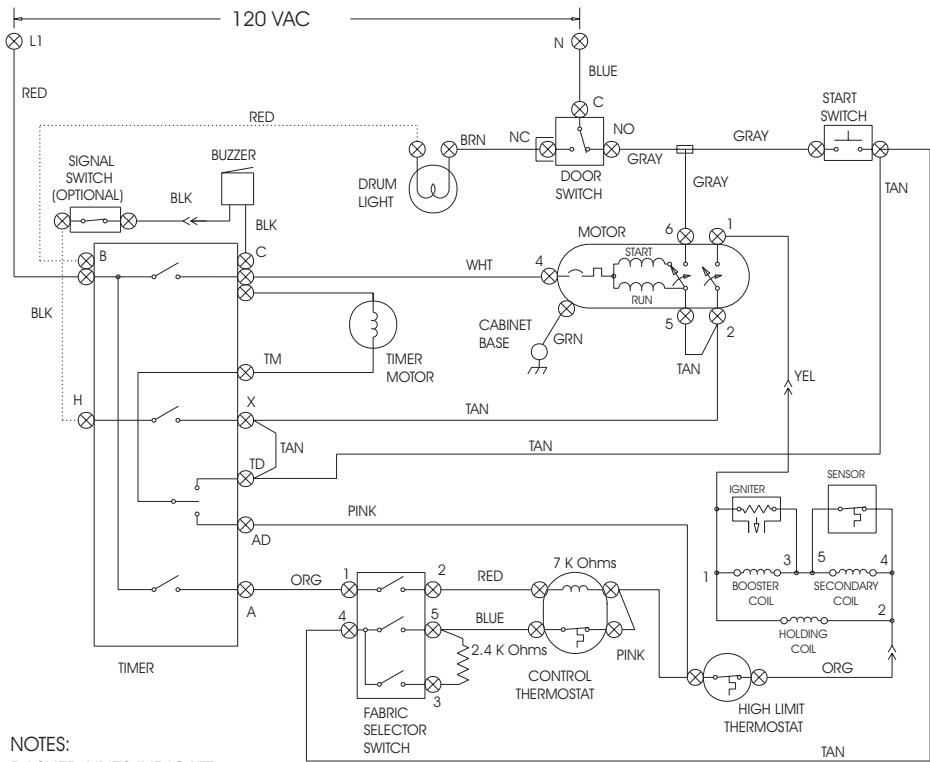 120 VAC
L1
N
RED
BLUE
C
START
SWITCH
RED
BRN
NC
NO
GRAY
GRAY
SIGNAL
SWITCH
(OPTIONAL)
BUZZER
DRUM
LIGHT
DOOR
SWITCH
GRAY
TAN
BLK
BLK
MOTOR
6
1
B
C
START
4
WHT
RUN
BLK
CABINET
BASE
GRN
5
2
TM
TIMER
MOTOR
TAN
YEL
H
X
TAN
TAN
TD
TAN
IGNITER
SENSOR
PINK
AD
7 K Ohms
3
5
4
ORG
1
2
RED
1
BOOSTER
COIL
SECONDARY
COIL
A
4
5
BLUE
2
HOLDING
COIL
2.4 K Ohms
PINK
TIMER
CONTROL
THERMOSTAT
ORG
3
FABRIC
SELECTOR
SWITCH
HIGH LIMIT
THERMOSTAT
NOTES:
TAN